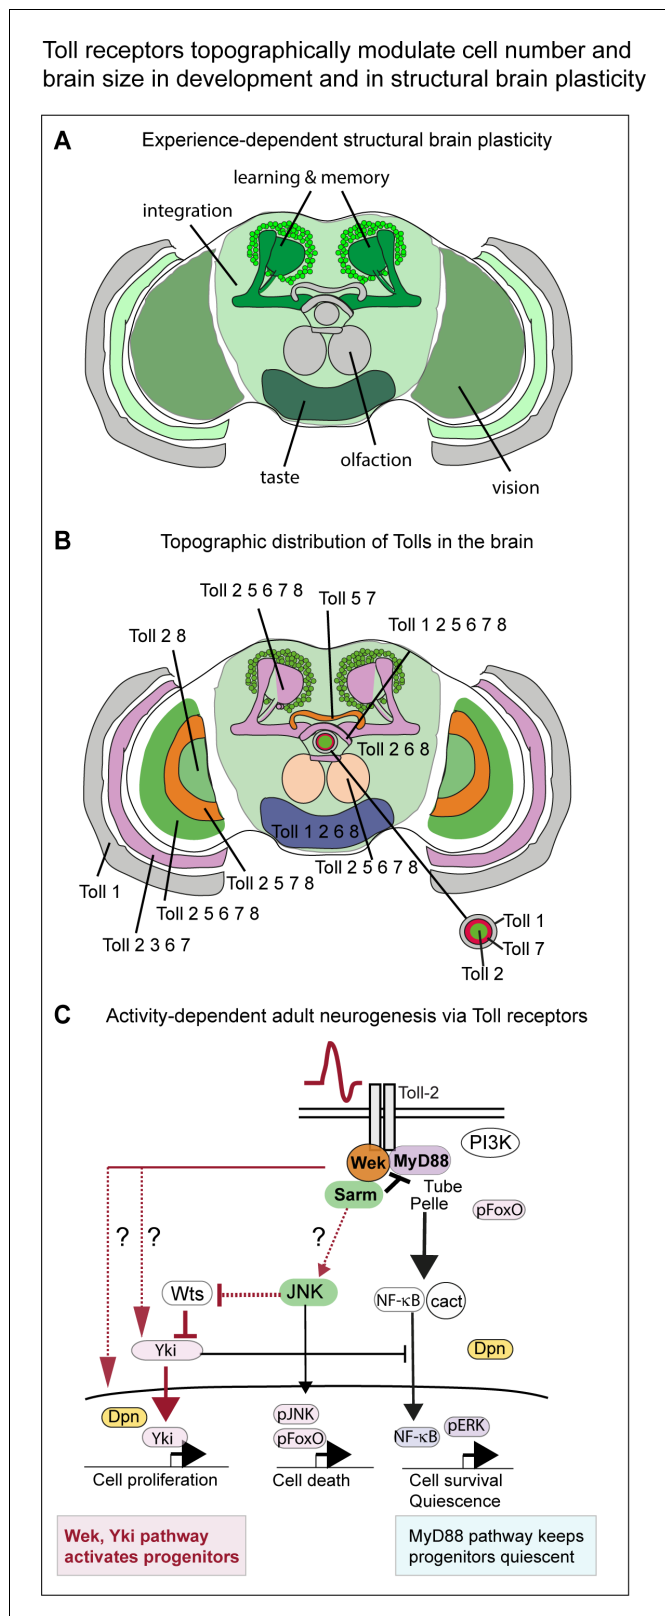 Toll receptors topographically modulate cell number and
brain size in development and in structural brain plasticity
A
Experience-dependent structural brain plasticity
learning & memory
integration
olfaction
taste
vision
B
Topographic distribution of Tolls in the brain
Toll 2 5 6 7 8
Toll 5 7
Toll 1 2 5 6 7 8
Toll 2 8
Toll 2 6 8
Toll 1 2 6 8
Toll 2 5 6 7 8
Toll 2 5 7 8
Toll 1
Toll 2 5 6 7 8
Toll 2 3 6 7
Toll 1
Toll 7
Toll 2
C
Activity-dependent adult neurogenesis via Toll receptors
Toll-2
PI3K
Wek
MyD88
Sarm
Tube
Pelle
pFoxO
?
?
?
Wts
JNK
NF-κB
cact
Yki
Dpn
Dpn
Yki
pJNK
pFoxO
NF-κB
pERK
Cell proliferation
Cell death
Cell survival
Quiescence
Wek, Yki pathway
activates progenitors
MyD88 pathway keeps
progenitors quiescent